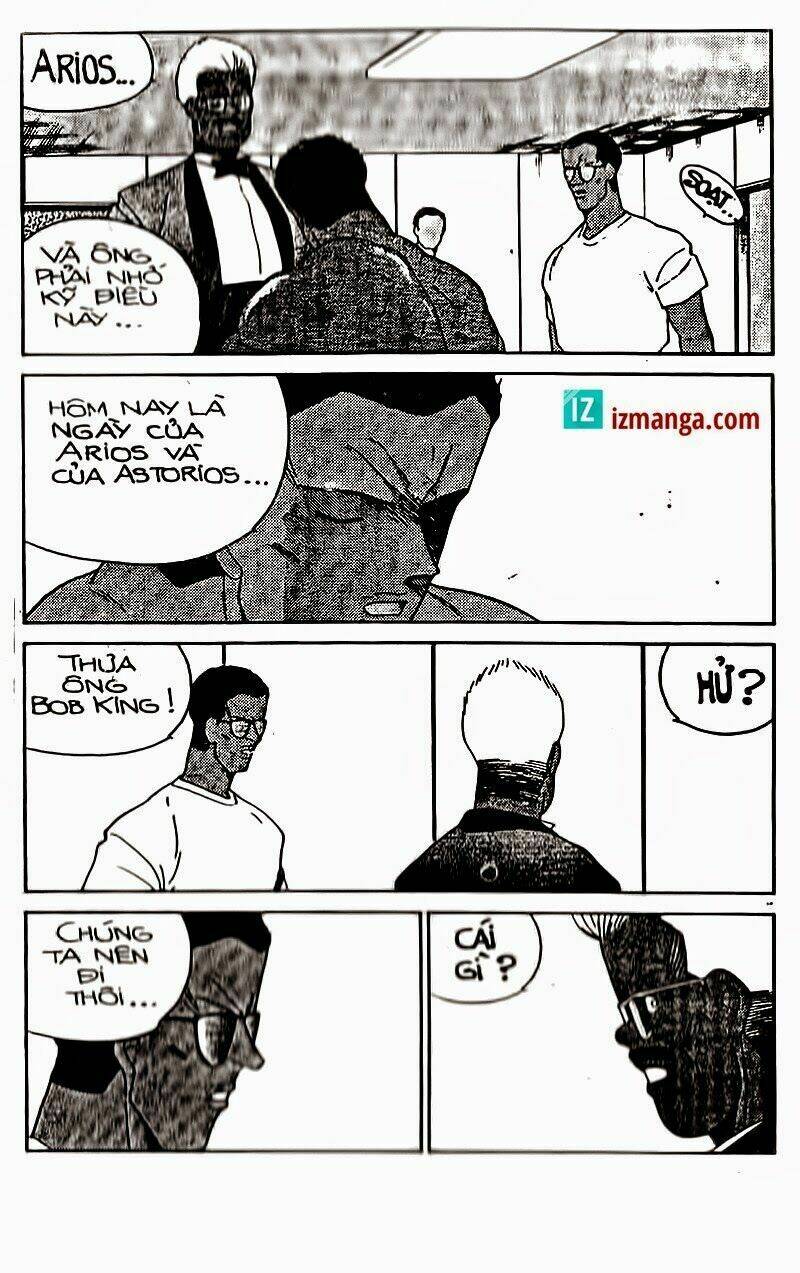 ARIOS...
VÀ ÔNG
PHẢI NHỚ
KỸ ĐIỀU
NÀY...
SOẠT...
HÔM NAY LÀ
NGÀY CỦA
ARIOS VÀ
CỦA ASTORIOS...
IZ izmanga.com
THƯA
ÔNG
BOB KING!
HỬ?
CHÚNG
TA NÊN
ĐI
THÔI...
CÁI
GÌ?